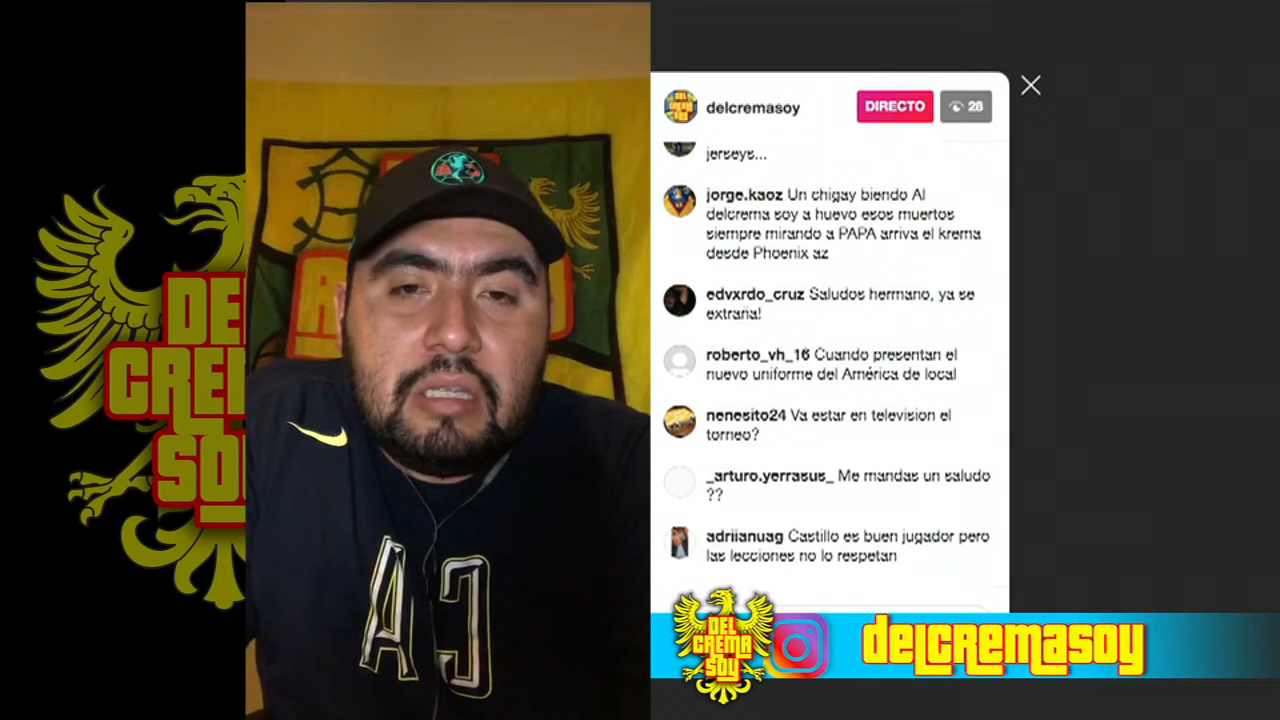 DEL
CREMA
SOY
AC
delcremasoy
DIRECTO
28
jerseys...
jorge.kaoz Un chigay biendo Al
delcrema soy a huevo esos muertos
siempre mirando a PAPA arriva el krema
desde Phoenix az
edvxrdo_cruz Saludos hermano, ya se
extraña!
roberto_vh_16 Cuando presentan el
nuevo uniforme del América de local
nenesito24 Va estar en television el
torneo?
_arturo.yerrasus_ Me mandas un saludo
??
adriianuag Castillo es buen jugador pero
las lecciones no lo respetan
DEL
CREMA
SOY
delcremasoy